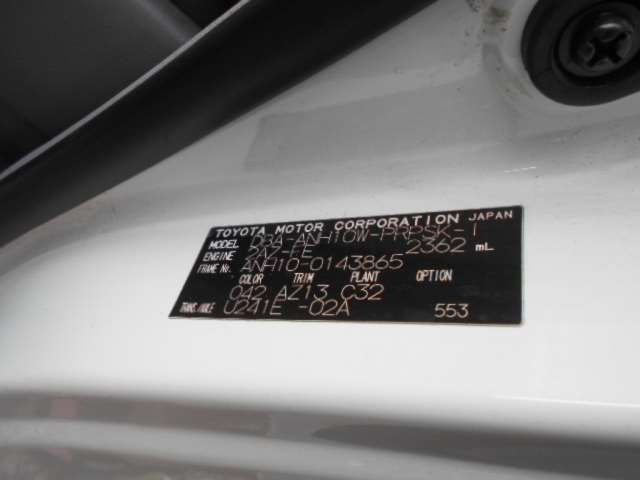 TOYOTA MOTOR CORPORATION JAPAN
MODEL DBA-ANH10W-PRPSK-I
ENGINE 2AZ-FE 2362 mL
FRAME No. ANH10-0143865
COLOR TRIM PLANT OPTION
042 AZ13 C32
TRANS./AXLE U241E -02A 553